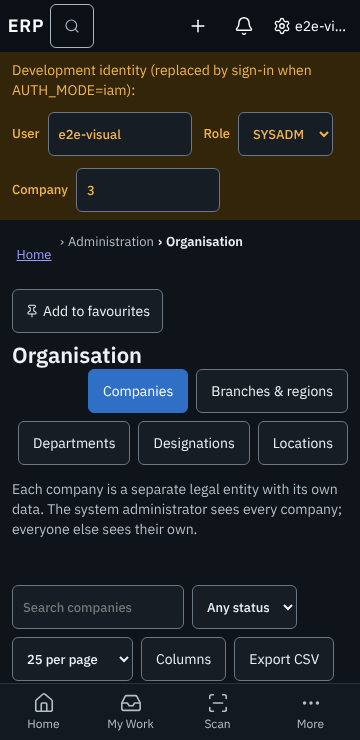 ERP e2e-vi...
Development identity (replaced by sign-in when
AUTH_MODE=iam):
User e2e-visual Role SYSADM
Company 3
Home › Administration › Organisation
Add to favourites
Organisation
Companies Branches & regions
Departments Designations Locations
Each company is a separate legal entity with its own
data. The system administrator sees every company;
everyone else sees their own.
Search companies Any status
25 per page Columns Export CSV
Home My Work Scan More